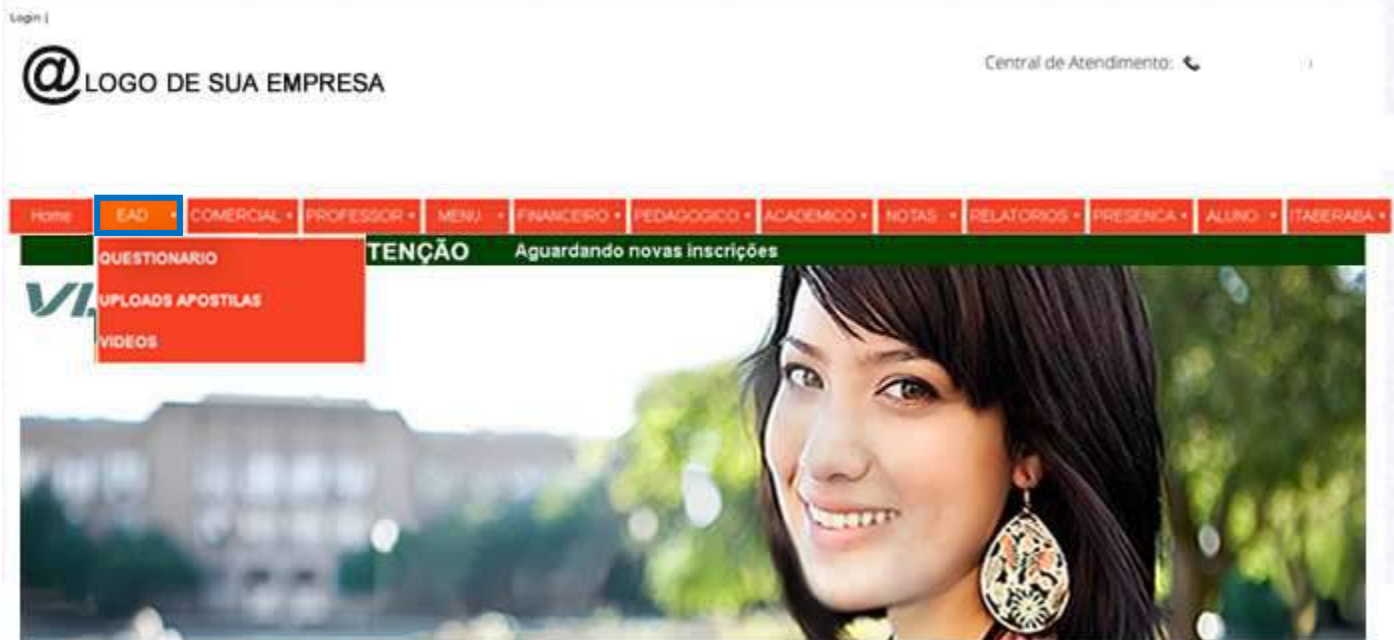 Login |
@LOGO DE SUA EMPRESA
Central de Atendimento:
Home EAD COMERCIAL PROFESSOR MENU FINANCEIRO PEDAGOGICO ACADEMICO NOTAS RELATORIOS PRESENCA ALUNO ITABERABA
TENÇÃO Aguardando novas inscrições
QUESTIONARIO
UPLOADS APOSTILAS
VIDEOS